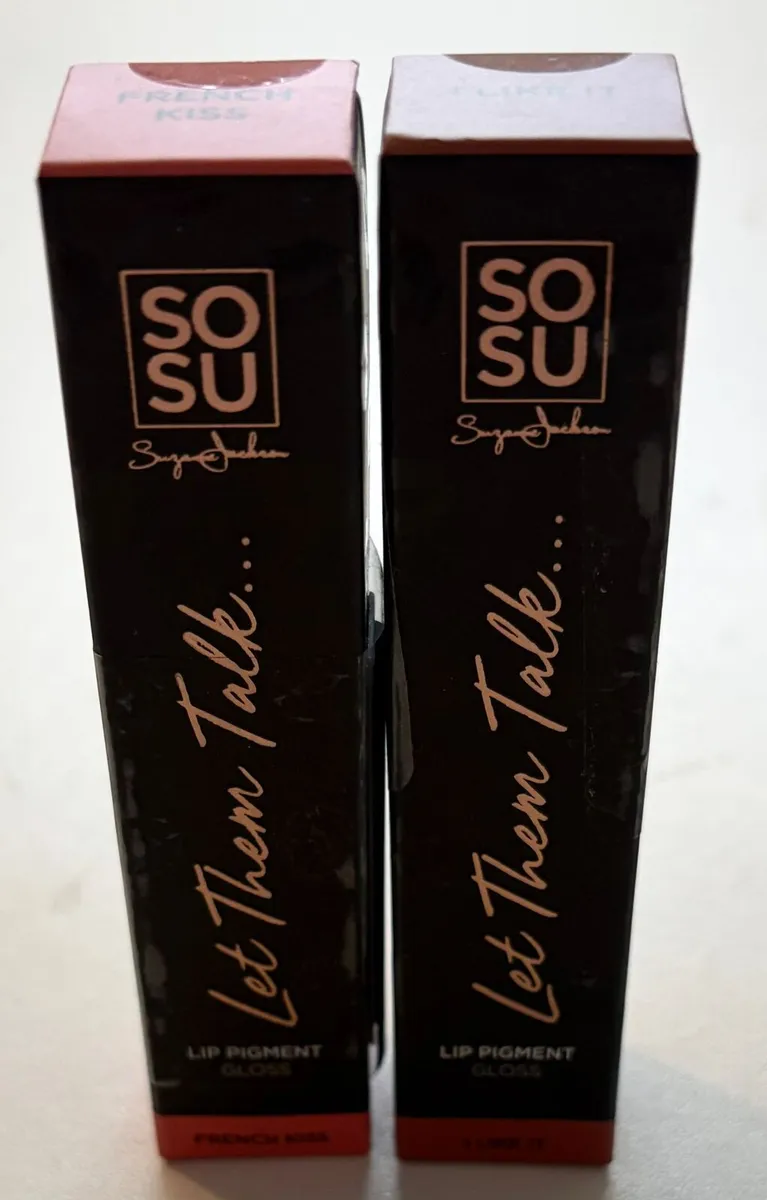 FRENCH
KISS
SO
SU
Suzanne Jackson
Let Them Talk...
LIP PIGMENT
GLOSS
FRENCH KISS
I LIKE IT
SO
SU
Suzanne Jackson
Let Them Talk...
LIP PIGMENT
GLOSS
I LIKE IT